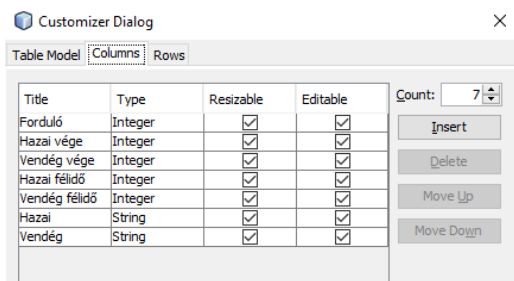 Customizer Dialog
Table Model Columns Rows
Title Type Resizable Editable
Forduló Integer
Hazai vége Integer
Vendég vége Integer
Hazai félidő Integer
Vendég félidő Integer
Hazai String
Vendég String
Count: 7
Insert
Delete
Move Up
Move Down